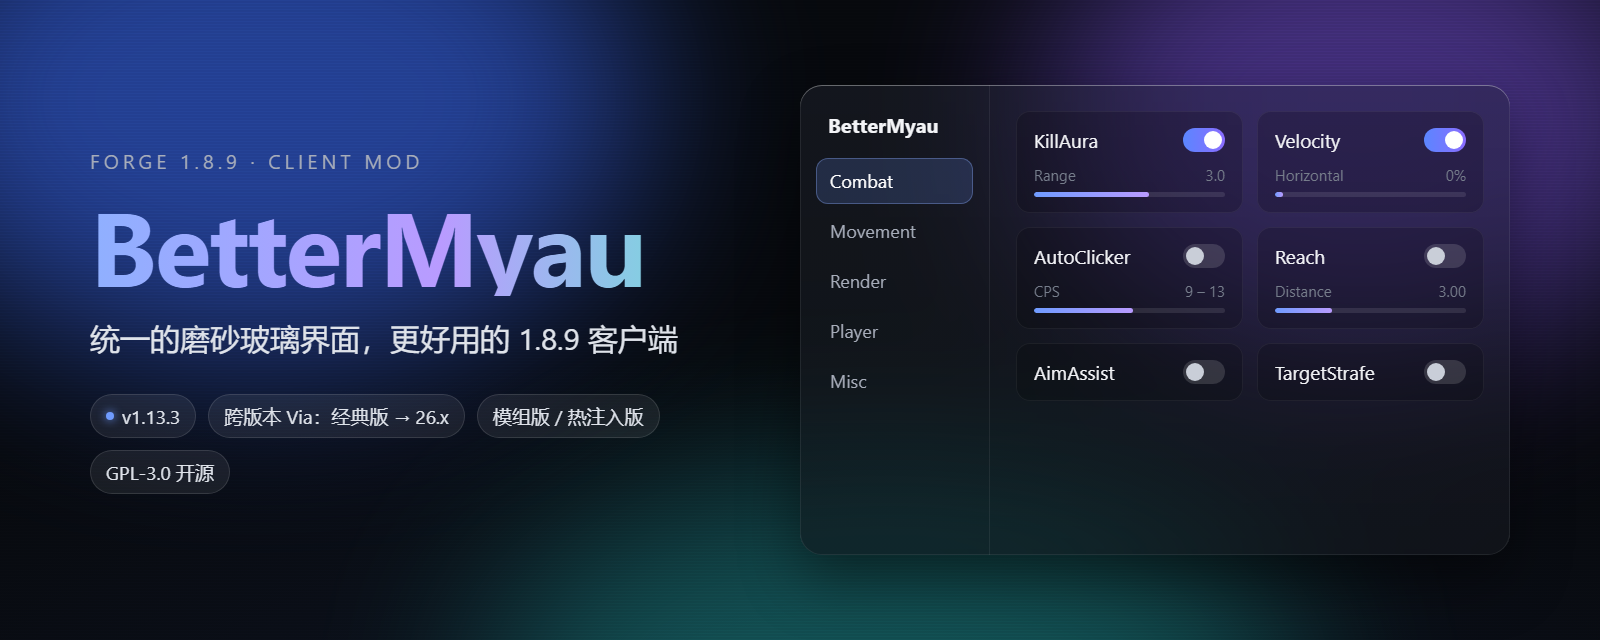 FORGE 1.8.9 · CLIENT MOD
BetterMyau
统一的磨砂玻璃界面，更好用的 1.8.9 客户端
v1.13.3
跨版本 Via：经典版 → 26.x
模组版 / 热注入版
GPL-3.0 开源
BetterMyau
Combat
Movement
Render
Player
Misc
KillAura
Range 3.0
Velocity
Horizontal 0%
AutoClicker
CPS 9 – 13
Reach
Distance 3.00
AimAssist
TargetStrafe